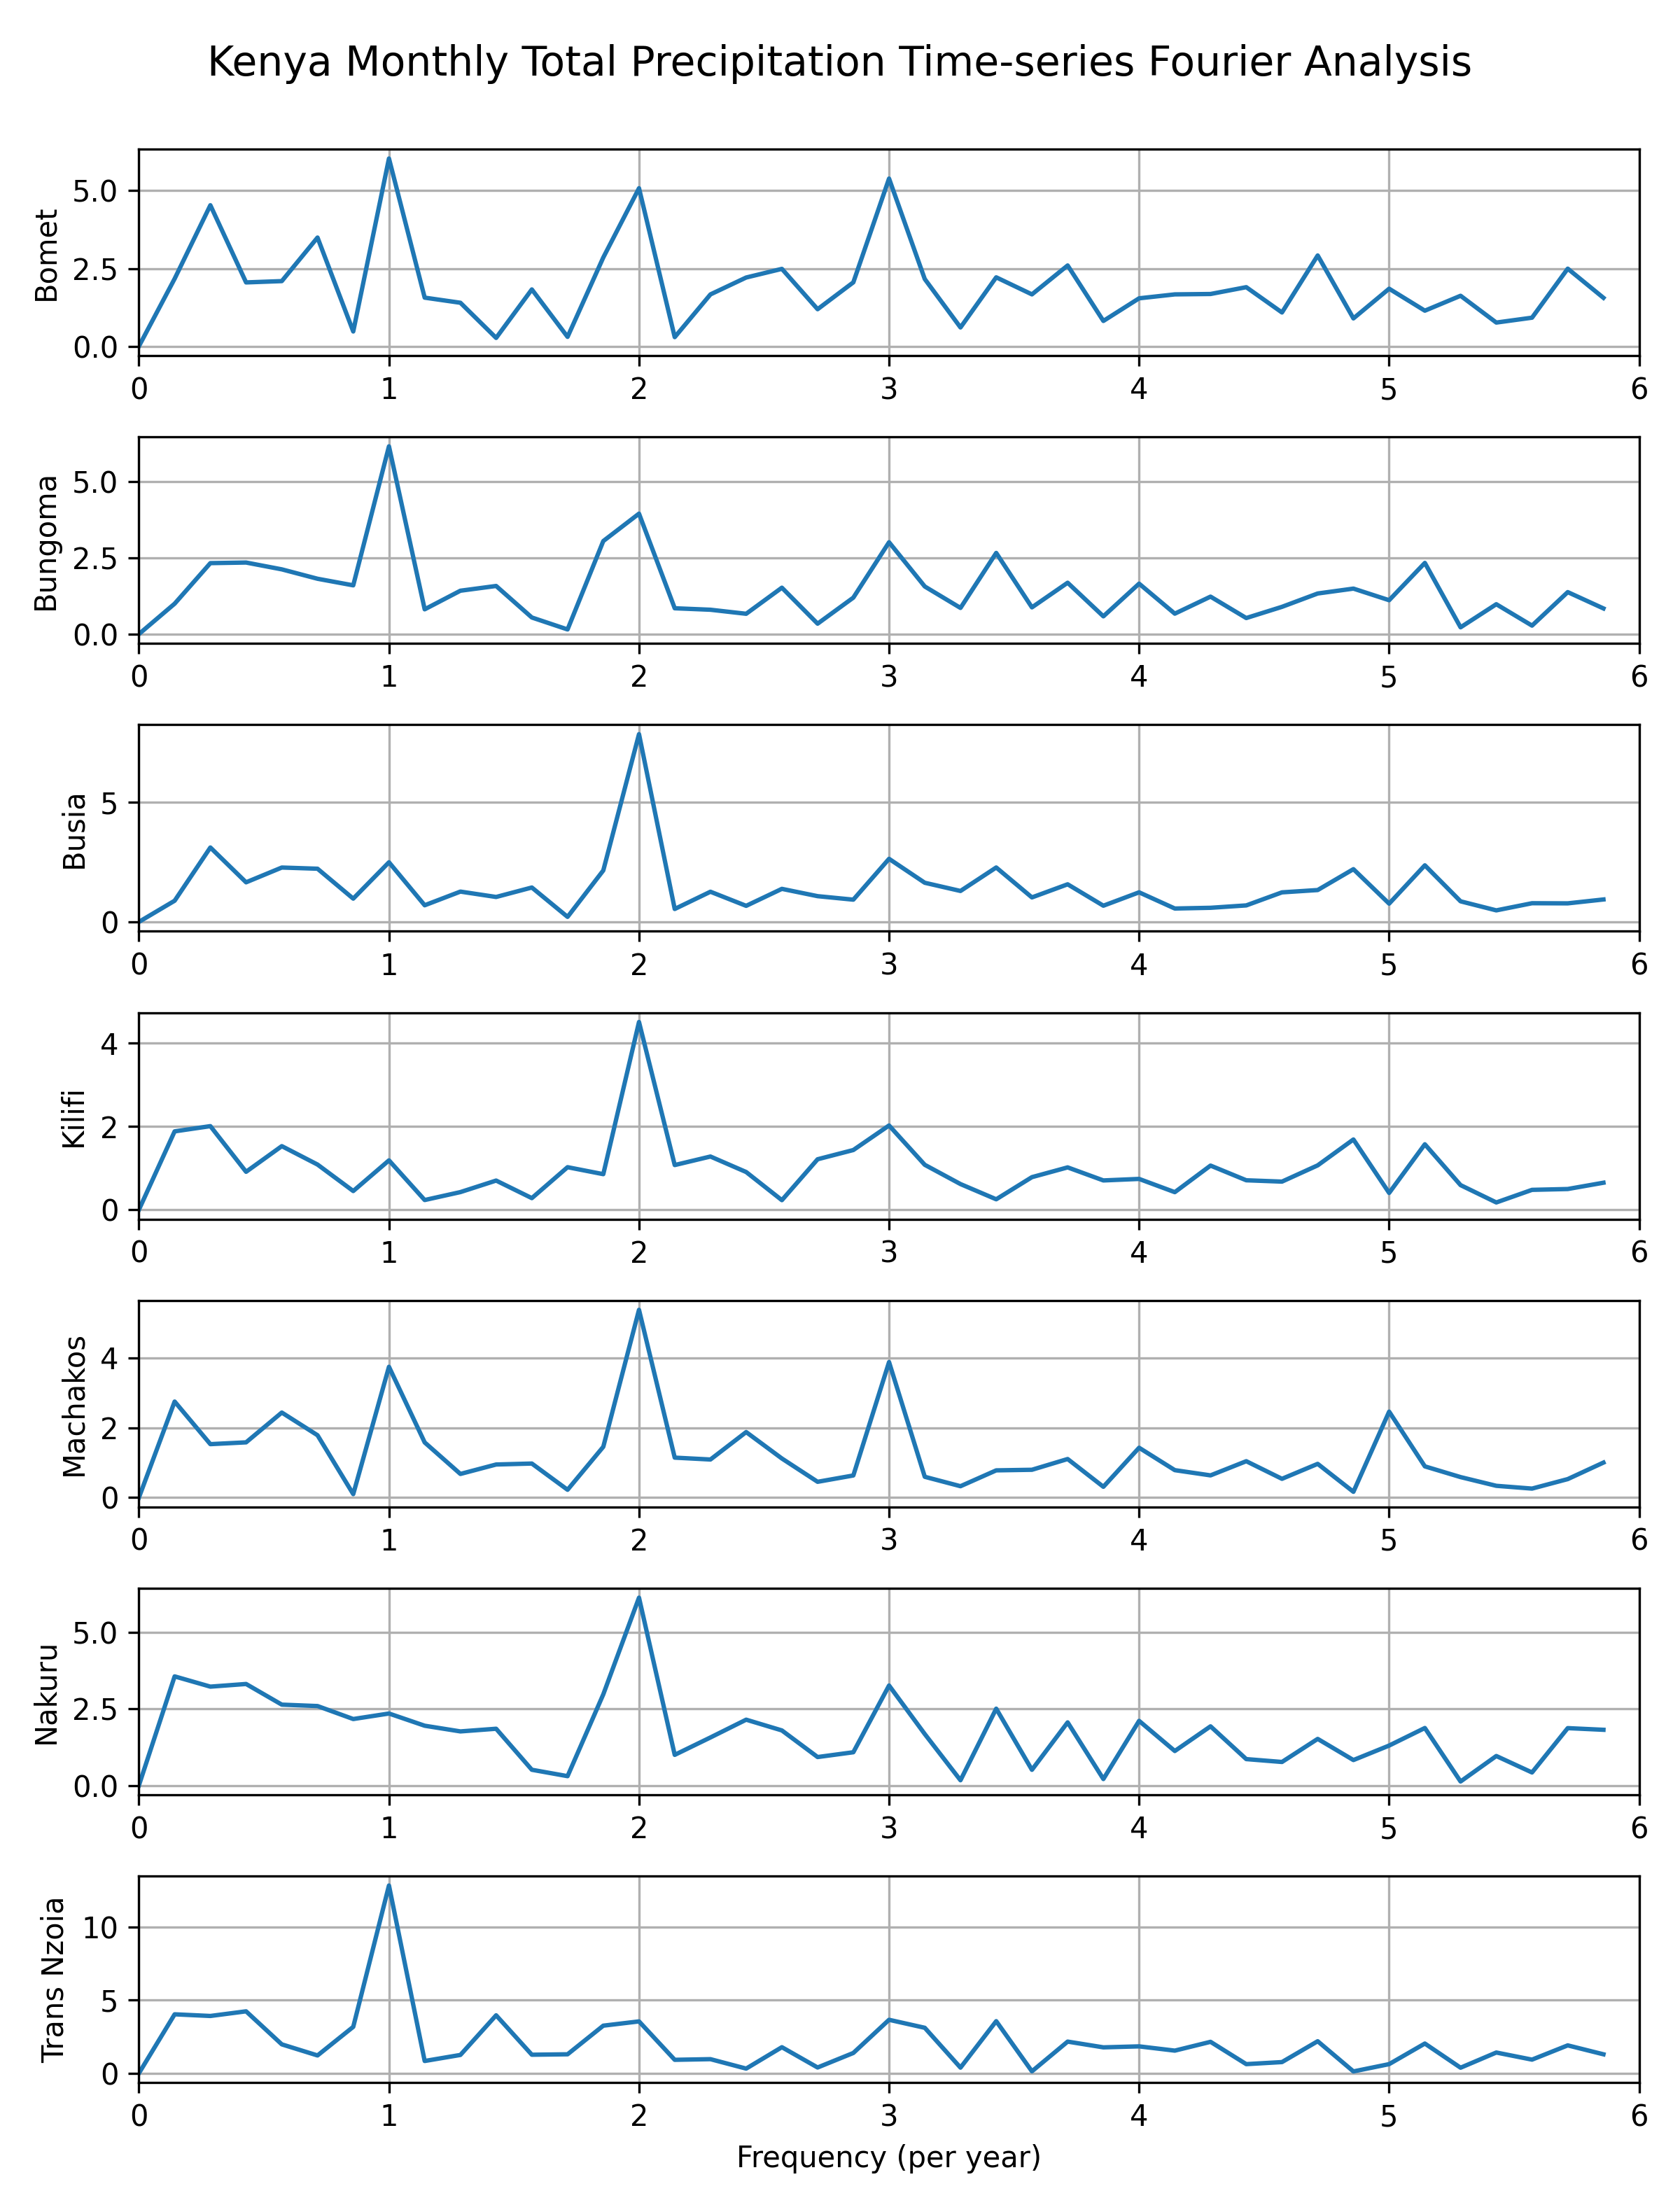 Kenya Monthly Total Precipitation Time-series Fourier Analysis
Bomet
5.0
2.5
0.0
0 1 2 3 4 5 6
Bungoma
5.0
2.5
0.0
0 1 2 3 4 5 6
Busia
5
0
0 1 2 3 4 5 6
Kilifi
4
2
0
0 1 2 3 4 5 6
Machakos
4
2
0
0 1 2 3 4 5 6
Nakuru
5.0
2.5
0.0
0 1 2 3 4 5 6
Trans Nzoia
10
5
0
0 1 2 3 4 5 6
Frequency (per year)